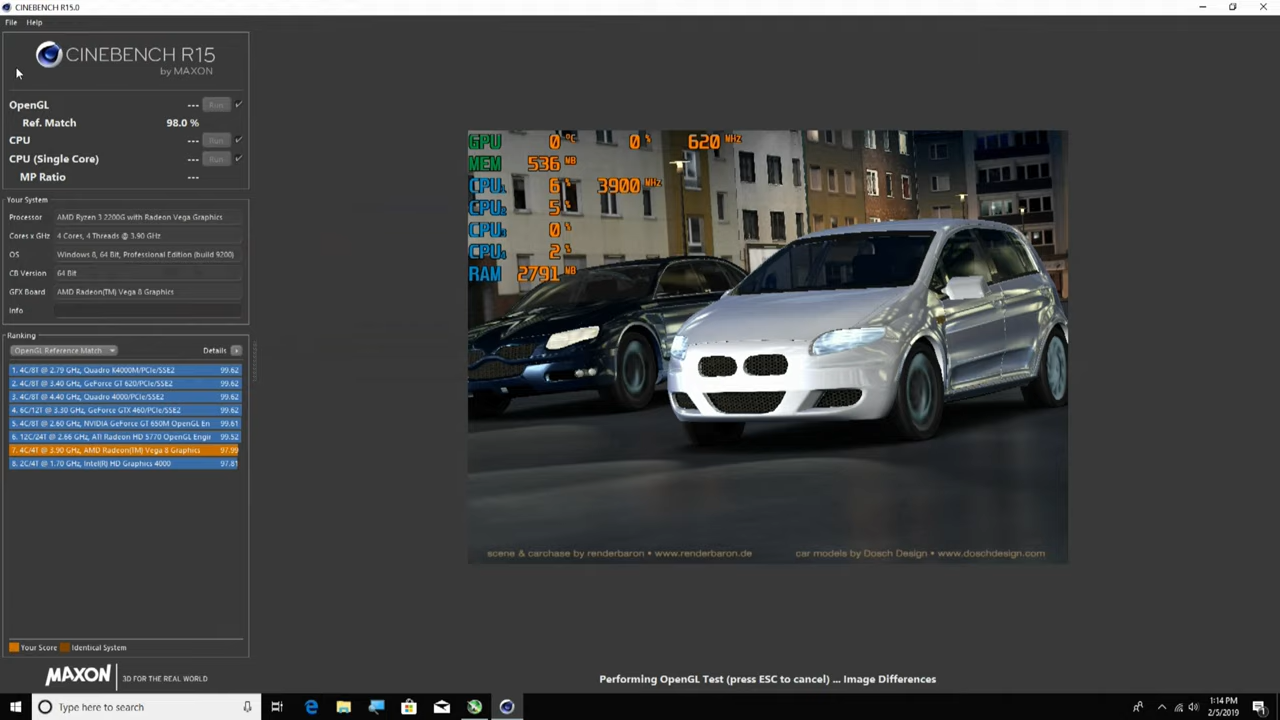 CINEBENCH R15.0
File Help
CINEBENCH R15
by MAXON
OpenGL --- Run
Ref. Match 98.0 %
CPU --- Run
CPU (Single Core) --- Run
MP Ratio ---
Your System
Processor AMD Ryzen 3 2200G with Radeon Vega Graphics
Cores x GHz 4 Cores, 4 Threads @ 3.90 GHz
OS Windows 8, 64 Bit, Professional Edition (build 9200)
CB Version 64 Bit
GFX Board AMD Radeon(TM) Vega 8 Graphics
Info
Ranking
OpenGL Reference Match Details
1. 4C/8T @ 2.79 GHz, Quadro K4000M/PCIe/SSE2 99.62
2. 4C/8T @ 3.40 GHz, GeForce GT 620/PCIe/SSE2 99.62
3. 4C/8T @ 4.40 GHz, Quadro 4000/PCIe/SSE2 99.62
4. 6C/12T @ 3.30 GHz, GeForce GTX 460/PCIe/SSE2 99.62
5. 4C/8T @ 2.60 GHz, NVIDIA GeForce GT 650M OpenGL En 99.61
6. 12C/24T @ 2.66 GHz, ATI Radeon HD 5770 OpenGL Engi 99.52
7. 4C/4T @ 3.90 GHz, AMD Radeon(TM) Vega 8 Graphics 97.99
8. 2C/4T @ 1.70 GHz, Intel(R) HD Graphics 4000 97.81
Your Score Identical System
MAXON 3D FOR THE REAL WORLD
GPU 0 °C 0 % 620 MHz
MEM 536 MB
CPU1 6 % 3900 MHz
CPU2 5 %
CPU3 0 %
CPU4 2 %
RAM 2791 MB
scene & carchase by renderbaron • www.renderbaron.de car models by Dosch Design • www.doschdesign.com
Performing OpenGL Test (press ESC to cancel) ... Image Differences
Type here to search
1:14 PM
2/5/2019
1